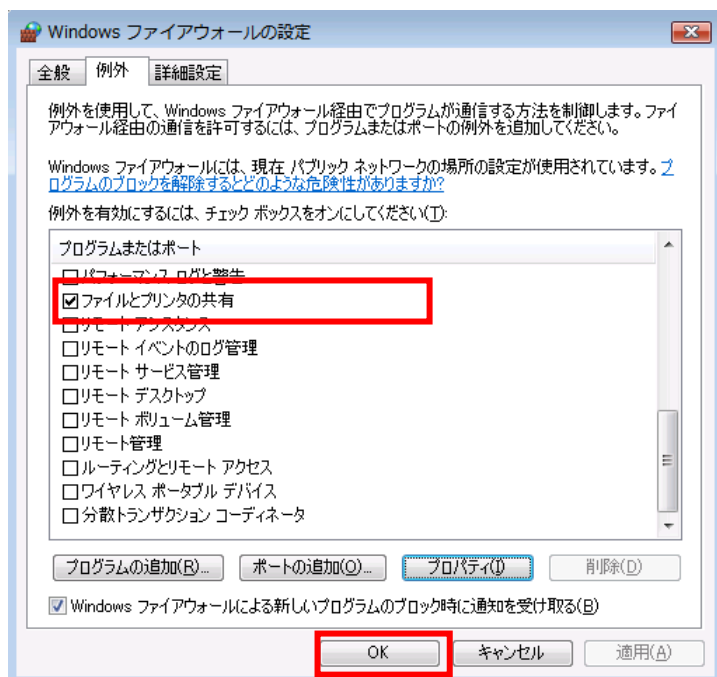 Windows ファイアウォールの設定
全般 例外 詳細設定
例外を使用して、Windows ファイアウォール経由でプログラムが通信する方法を制御します。ファイ
アウォール経由の通信を許可するには、プログラムまたはポートの例外を追加してください。
Windows ファイアウォールには、現在 パブリック ネットワークの場所の設定が使用されています。プ
ログラムのブロックを解除するとどのような危険性がありますか?
例外を有効にするには、チェック ボックスをオンにしてください(T):
プログラムまたはポート
パフォーマンス ログと警告
ファイルとプリンタの共有
リモート アシスタンス
リモート イベントのログ管理
リモート サービス管理
リモート デスクトップ
リモート ボリューム管理
リモート管理
ルーティングとリモート アクセス
ワイヤレス ポータブル デバイス
分散トランザクション コーディネータ
プログラムの追加(R)... ポートの追加(O)... プロパティ(I) 削除(D)
Windows ファイアウォールによる新しいプログラムのブロック時に通知を受け取る(B)
OK キャンセル 適用(A)